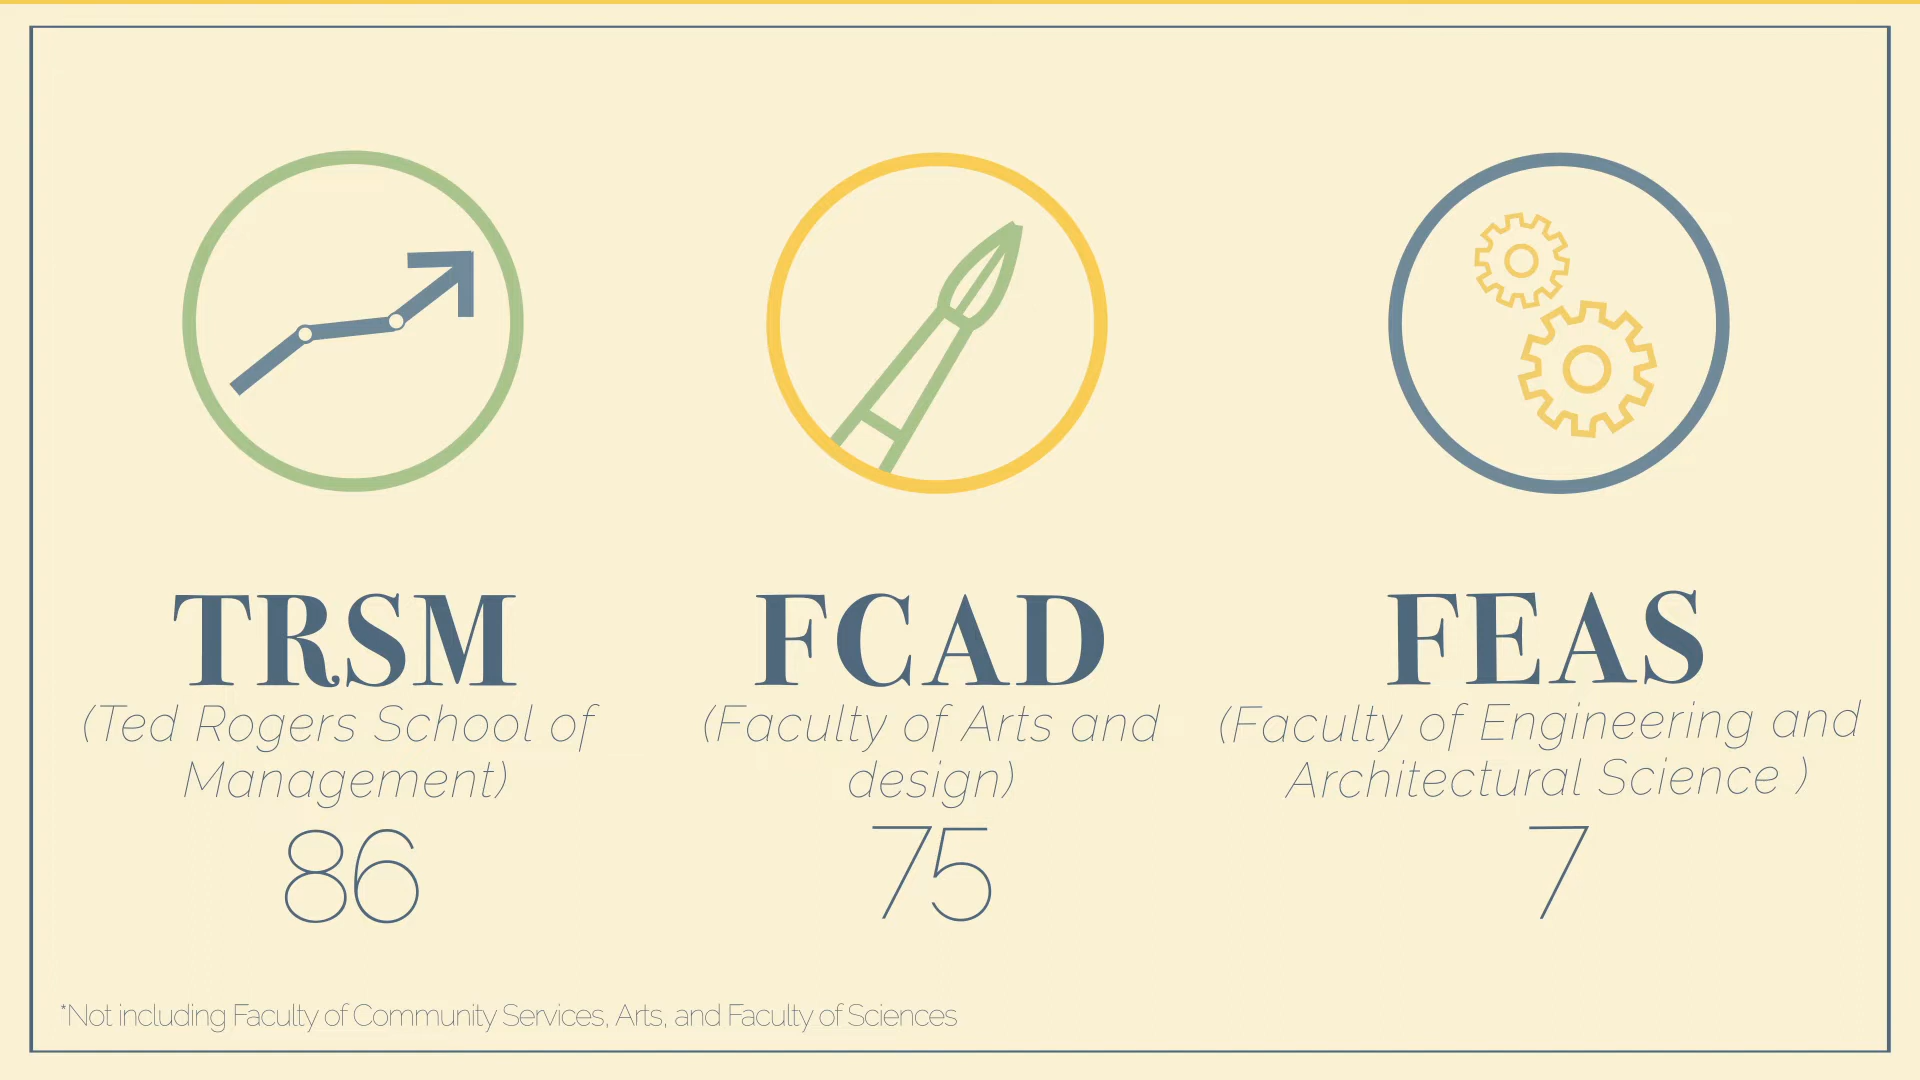 TRSM
(Ted Rogers School of
Management)
86
FCAD
(Faculty of Arts and
design)
75
FEAS
(Faculty of Engineering and
Architectural Science )
7
*Not including Faculty of Community Services, Arts, and Faculty of Sciences